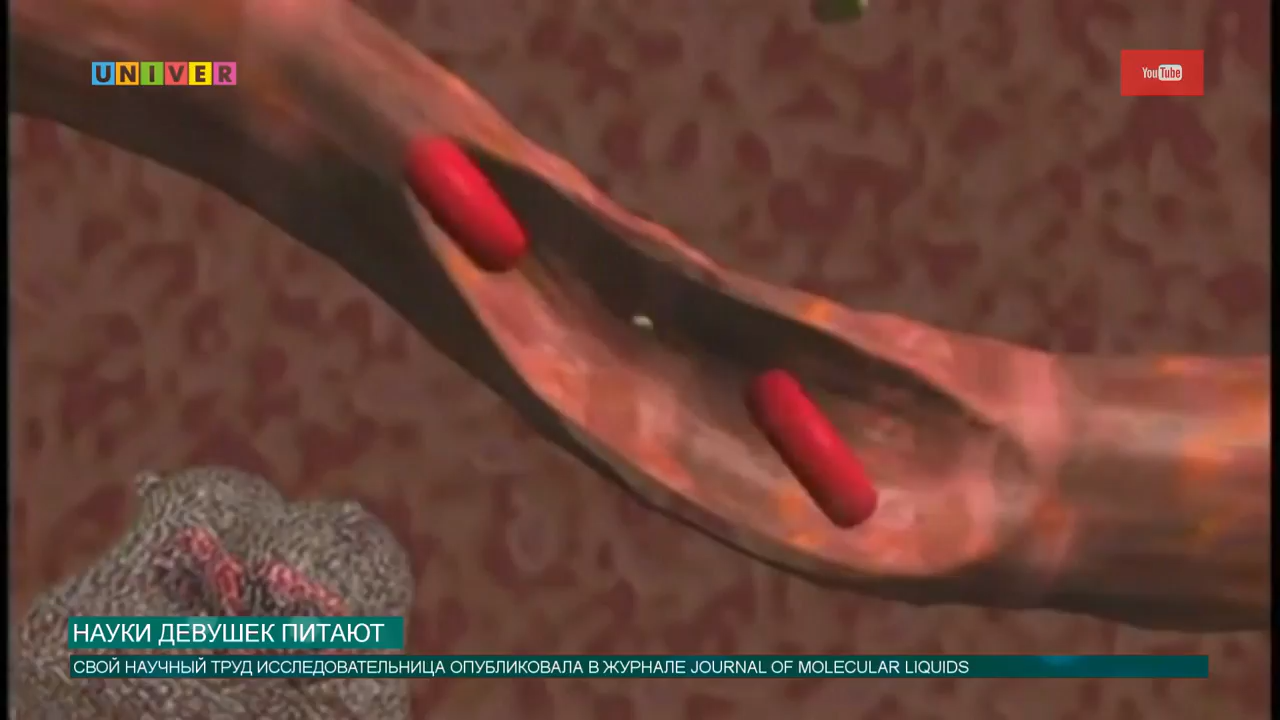 UNIVER
YouTube
НАУКИ ДЕВУШЕК ПИТАЮТ
СВОЙ НАУЧНЫЙ ТРУД ИССЛЕДОВАТЕЛЬНИЦА ОПУБЛИКОВАЛА В ЖУРНАЛЕ JOURNAL OF MOLECULAR LIQUIDS